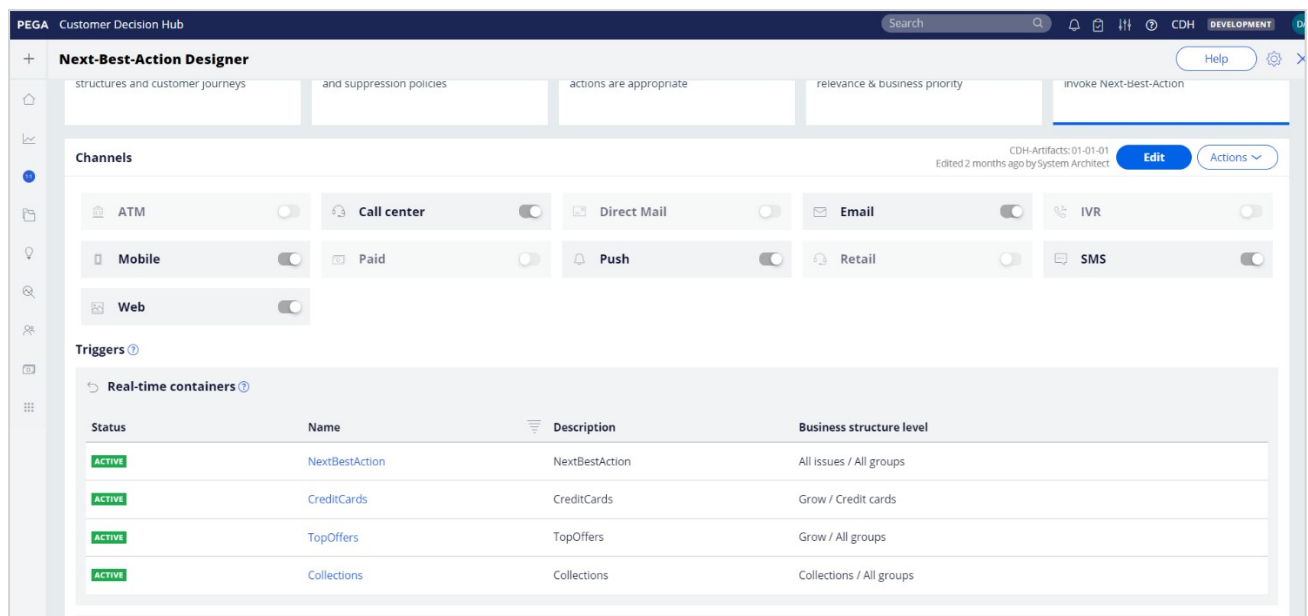 PEGA Customer Decision Hub Search CDH DEVELOPMENT
Next-Best-Action Designer Help
structures and customer journeys and suppression policies actions are appropriate relevance & business priority invoke Next-Best-Action
Channels
CDH-Artifacts: 01-01-01
Edited 2 months ago by System Architect
Edit Actions
ATM Call center Direct Mail Email IVR
Mobile Paid Push Retail SMS
Web
Triggers
Real-time containers
Status Name Description Business structure level
ACTIVE NextBestAction NextBestAction All issues / All groups
ACTIVE CreditCards CreditCards Grow / Credit cards
ACTIVE TopOffers TopOffers Grow / All groups
ACTIVE Collections Collections Collections / All groups